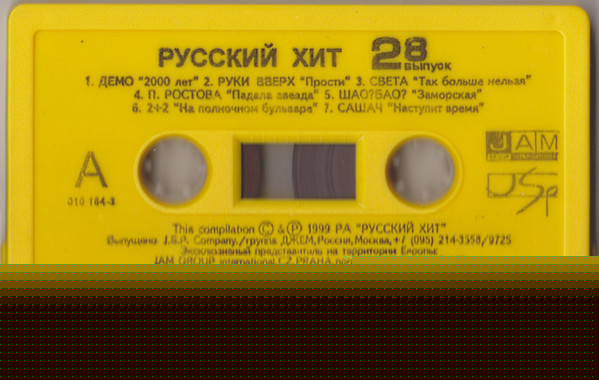 РУССКИЙ ХИТ 28
ВЫПУСК
1. ДЕМО "2000 лет" 2. РУКИ ВВЕРХ "Прости" 3. СВЕТА "Так больше нельзя"
4. П. РОСТОВА "Падала звезда" 5. ШАО?БАО? "Заморская"
6. 2+2 "На полночном бульваре" 7. САШАЧ "Наступит время"
A
010 164-3
JAM
JSP
This compilation © & ℗ 1999 РА "РУССКИЙ ХИТ"
Выпущено J.S.P. Company./группа ДЖЕМ,Россия,Москва,+7 (095) 214-3558/9725
Эксклюзивный представитель на территории Европы:
JAM GROUP International,CZ,PRAHA